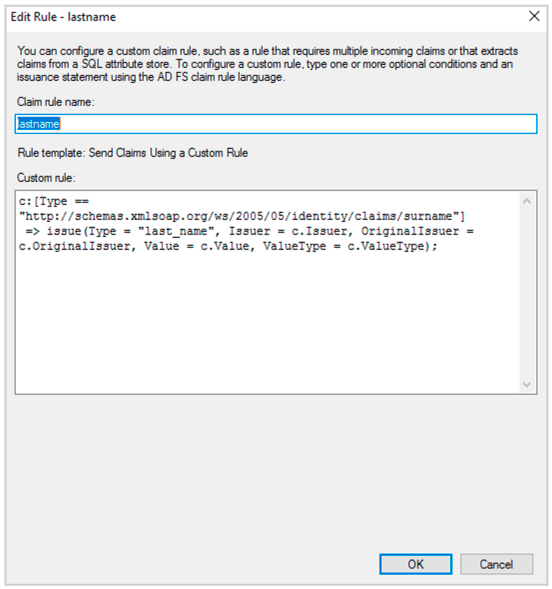 Edit Rule - lastname
You can configure a custom claim rule, such as a rule that requires multiple incoming claims or that extracts
claims from a SQL attribute store. To configure a custom rule, type one or more optional conditions and an
issuance statement using the AD FS claim rule language.
Claim rule name:
lastname
Rule template: Send Claims Using a Custom Rule
Custom rule:
c:[Type ==
"http://schemas.xmlsoap.org/ws/2005/05/identity/claims/surname"]
 => issue(Type = "last_name", Issuer = c.Issuer, OriginalIssuer =
c.OriginalIssuer, Value = c.Value, ValueType = c.ValueType);
OK
Cancel